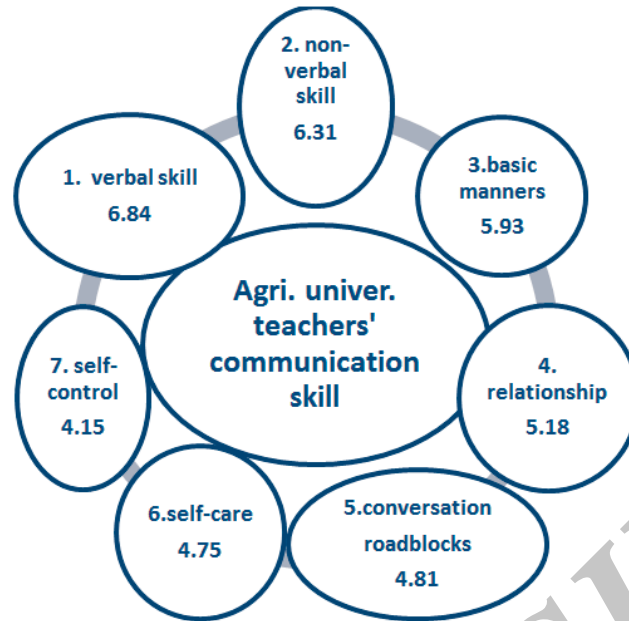 2. non-
verbal
skill
6.31
1. verbal skill
6.84
3.basic
manners
5.93
Agri. univer.
teachers'
communication
skill
7. self-
control
4.15
4.
relationship
5.18
6.self-care
4.75
5.conversation
roadblocks
4.81